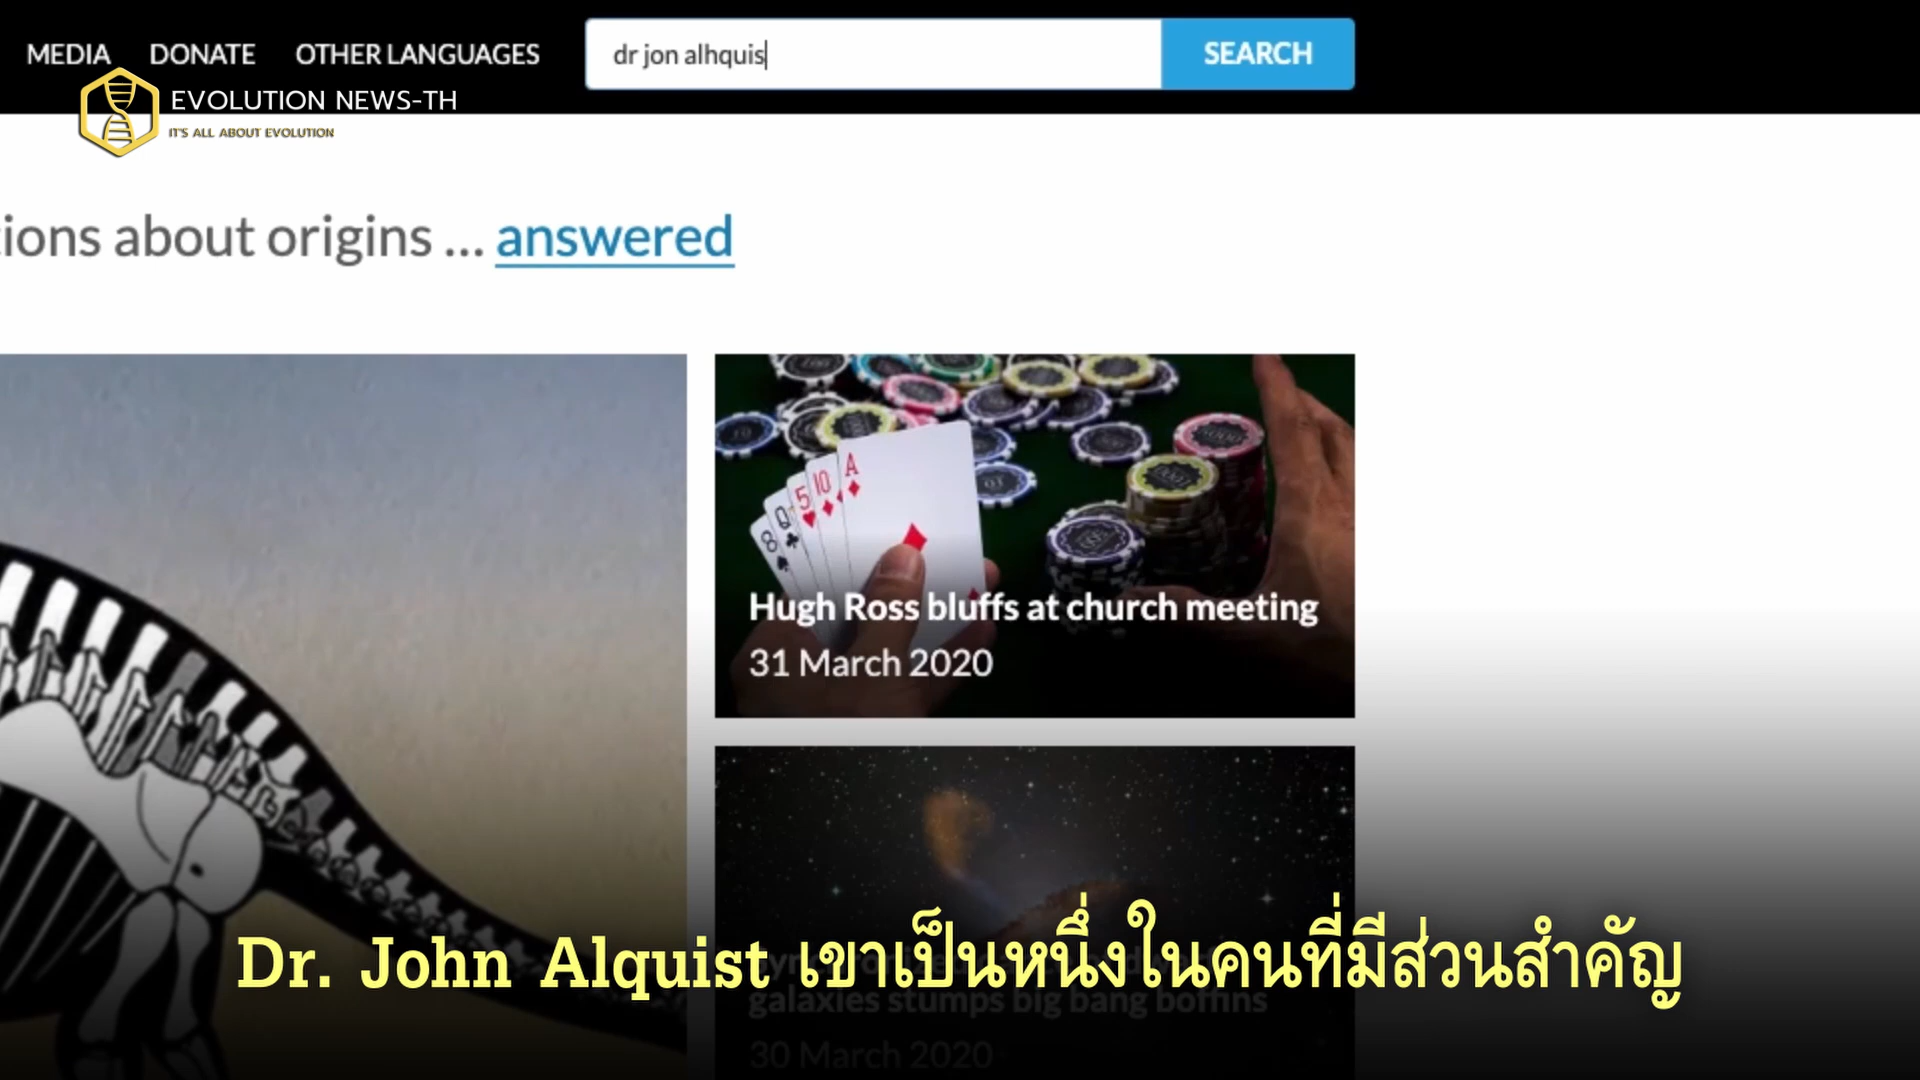 MEDIA DONATE OTHER LANGUAGES dr jon alhquis SEARCH
EVOLUTION NEWS-TH
IT'S ALL ABOUT EVOLUTION
ions about origins ... answered
A
10
5
Q
8
Hugh Ross bluffs at church meeting
31 March 2020
Dr. John Alquist เขาเป็นหนึ่งในคนที่มีส่วนสำคัญ
galaxies stumps big bang boffins
30 March 2020